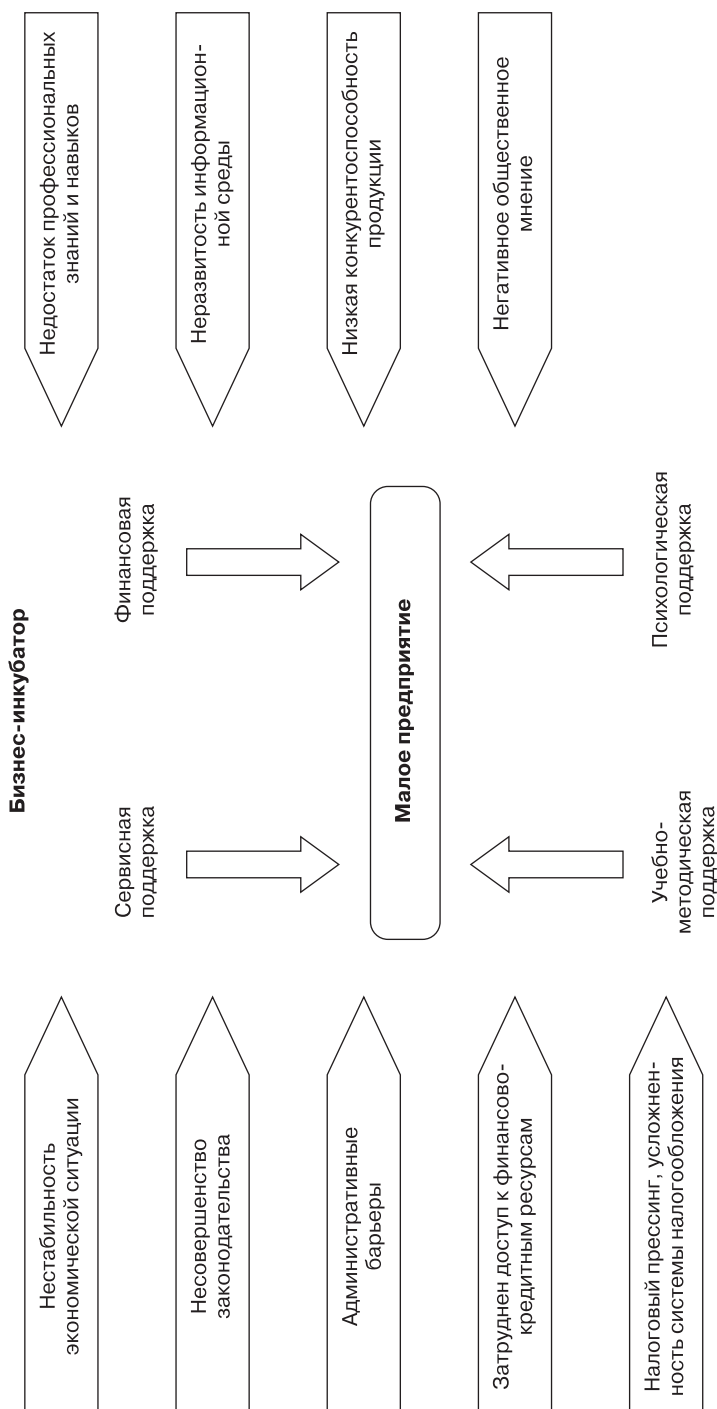 Бизнес-инкубатор
Нестабильность
экономической ситуации
Несовершенство
законодательства
Административные
барьеры
Затруднен доступ к финансово-
кредитным ресурсам
Налоговый прессинг, усложнен-
ность системы налогообложения
Сервисная
поддержка
Финансовая
поддержка
Малое предприятие
Учебно-
методическая
поддержка
Психологическая
поддержка
Недостаток профессиональных
знаний и навыков
Неразвитость информацион-
ной среды
Низкая конкурентоспособность
продукции
Негативное общественное
мнение